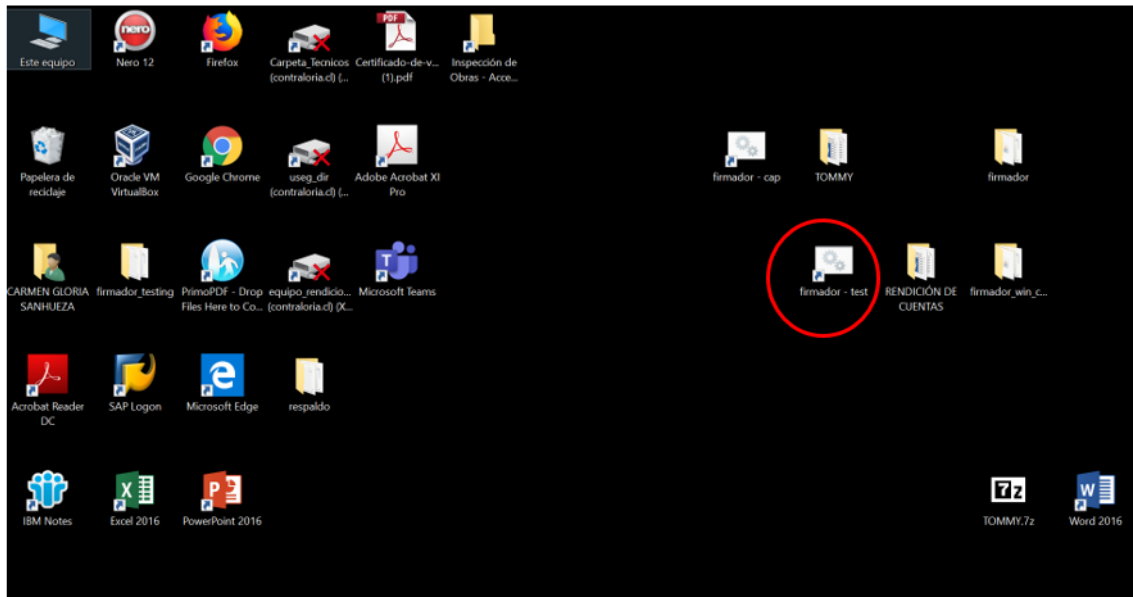 Este equipo
nero
Nero 12
Firefox
Carpeta_Tecnicos
(contraloria.cl) (...
PDF
Certificado-de-v...
(1).pdf
Inspección de
Obras - Acce...
Papelera de
reciclaje
Oracle VM
VirtualBox
Google Chrome
useg_dir
(contraloria.cl) (...
Adobe Acrobat XI
Pro
firmador - cap
TOMMY
firmador
CARMEN GLORIA
SANHUEZA
firmador_testing
PrimoPDF - Drop
Files Here to Co...
equipo_rendicio...
(contraloria.cl) (X...
T
Microsoft Teams
firmador - test
RENDICIÓN DE
CUENTAS
firmador_win_c...
Acrobat Reader
DC
SAP Logon
Microsoft Edge
respaldo
IBM Notes
X
Excel 2016
P
PowerPoint 2016
7z
TOMMY.7z
W
Word 2016